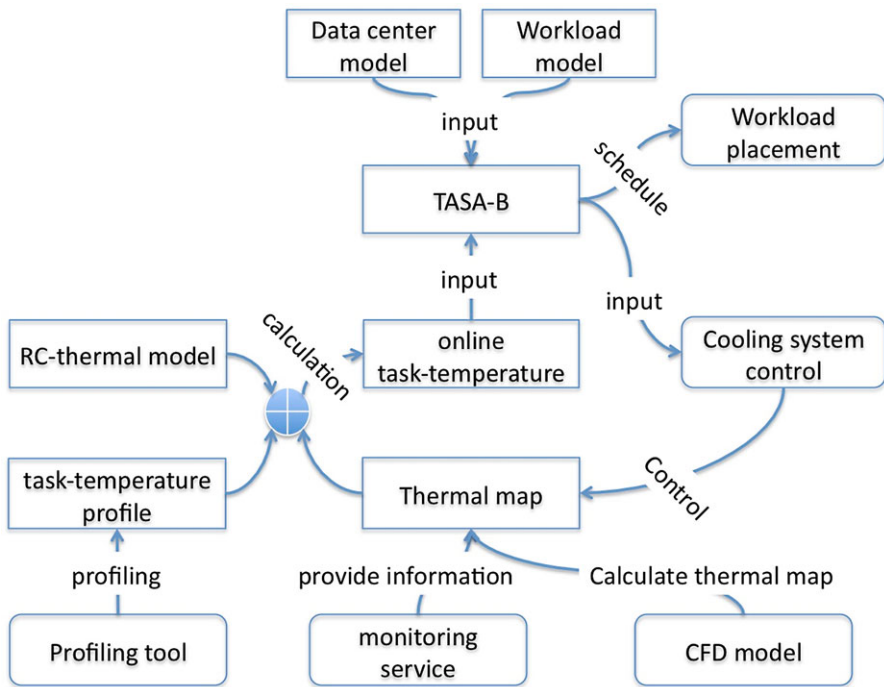 Data center
model
Workload
model
input
Workload
placement
schedule
TASA-B
input
input
calculation
RC-thermal model
online
task-temperature
Cooling system
control
task-temperature
profile
Thermal map
Control
profiling
provide information
Calculate thermal map
Profiling tool
monitoring
service
CFD model